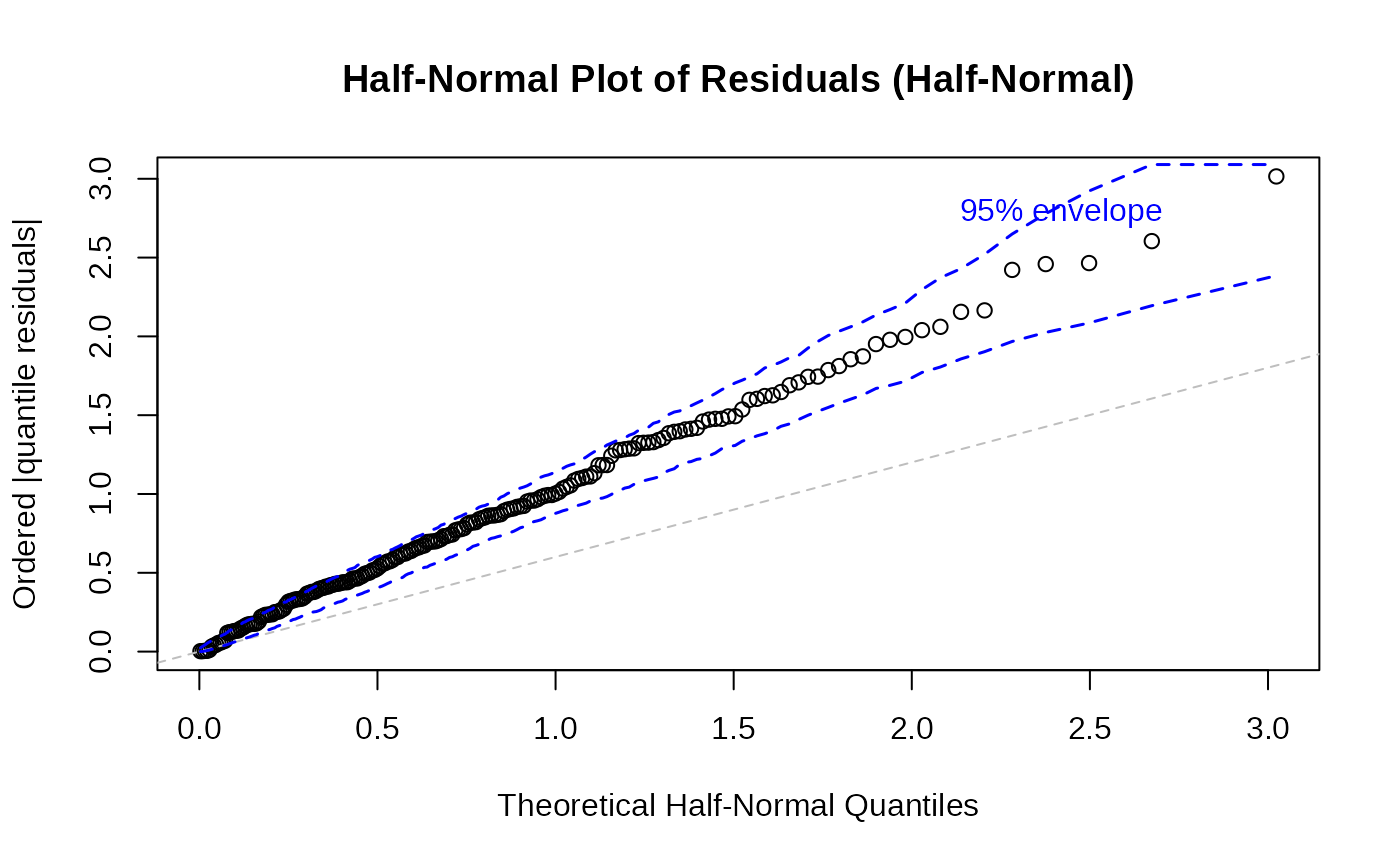 Half-Normal Plot of Residuals (Half-Normal)
Ordered |quantile residuals|
3.0
2.5
2.0
1.5
1.0
0.5
0.0
95% envelope
0.0 0.5 1.0 1.5 2.0 2.5 3.0
Theoretical Half-Normal Quantiles